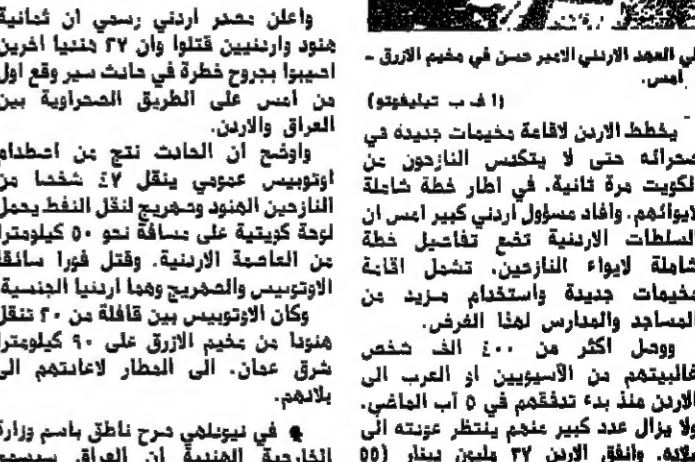 لي العهد الاردني الامير حسن في مخيم الازرق -
امس.
(ا ف ب تيليفوتو)
يخطط الاردن لاقامة مخيمات جديدة في
صحرائه حتى لا يتكدس النازحون من
لكويت مرة ثانية، في اطار خطة شاملة
لايوائهم. وافاد مسؤول اردني كبير امس ان
السلطات الاردنية تضع تفاصيل خطة
شاملة لايواء النازحين، تشمل اقامة
مخيمات جديدة واستخدام مزيد من
المساجد والمدارس لهذا الغرض.
ووصل اكثر من ٤٠٠ الف شخص
غالبيتهم من الآسيويين او العرب الى
الاردن منذ بدء تدفقهم في ٥ آب الماضي.
ولا يزال عدد كبير منهم ينتظر عودته الى
بلاده. وانفق الاردن ٣٧ مليون دينار (٥٥
واعلن مصدر اردني رسمي ان ثمانية
هنود واردنيين قتلوا وان ٣٧ هنديا آخرين
اصيبوا بجروح خطرة في حادث سير وقع اول
من امس على الطريق الصحراوية بين
العراق والاردن.
واوضح ان الحادث نتج من اصطدام
اوتوبيس عمومي ينقل ٤٧ شخصا من
النازحين الهنود وصهريج لنقل النفط يحمل
لوحة كويتية على مسافة نحو ٥٠ كيلومترا
من العاصمة الاردنية. وقتل فورا سائقا
الاوتوبيس والصهريج وهما اردنيا الجنسية.
وكان الاوتوبيس بين قافلة من ٢٠ تنقل
هنودا من مخيم الازرق على ٩٠ كيلومترا
شرق عمان، الى المطار لاعادتهم الى
بلادهم.
● في نيودلهي صرح ناطق باسم وزارة
الخارجية الهندية ان العراق سيسمح